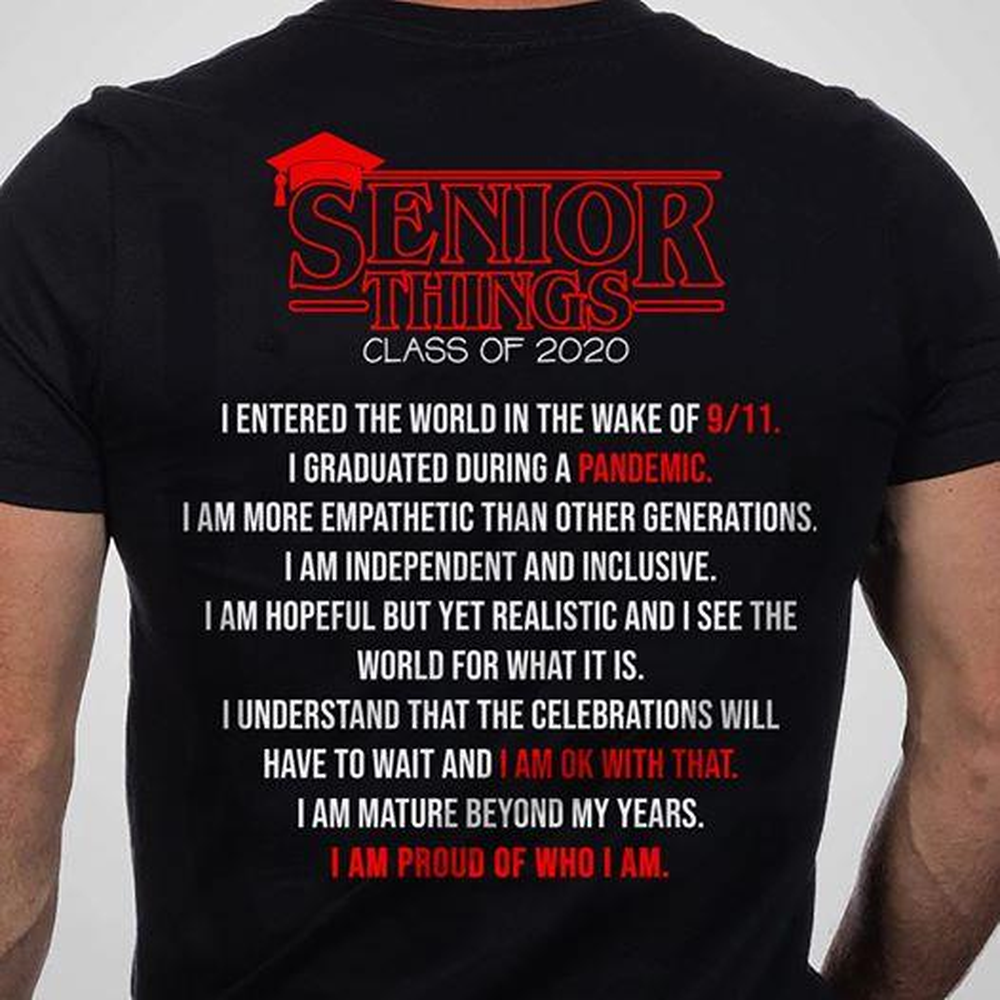 SENIOR
THINGS
CLASS OF 2020
I ENTERED THE WORLD IN THE WAKE OF 9/11.
I GRADUATED DURING A PANDEMIC.
I AM MORE EMPATHETIC THAN OTHER GENERATIONS.
I AM INDEPENDENT AND INCLUSIVE.
I AM HOPEFUL BUT YET REALISTIC AND I SEE THE
WORLD FOR WHAT IT IS.
I UNDERSTAND THAT THE CELEBRATIONS WILL
HAVE TO WAIT AND I AM OK WITH THAT.
I AM MATURE BEYOND MY YEARS.
I AM PROUD OF WHO I AM.